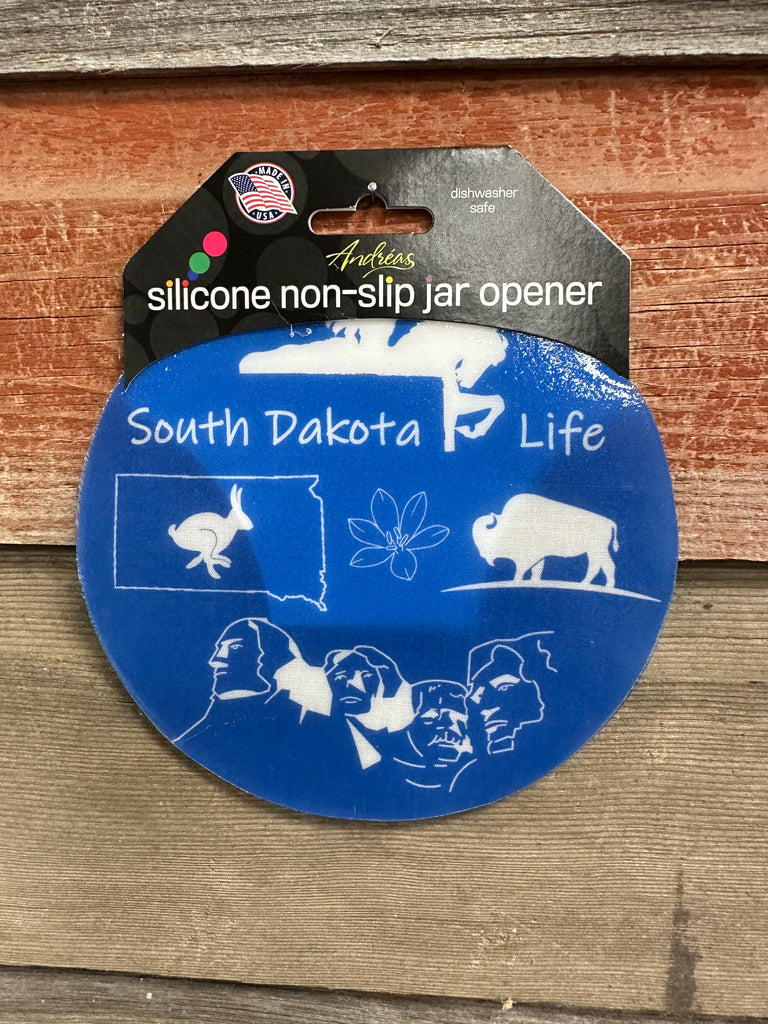 MADE IN
USA
dishwasher
safe
Andréas
silicone non-slip jar opener
South Dakota Life